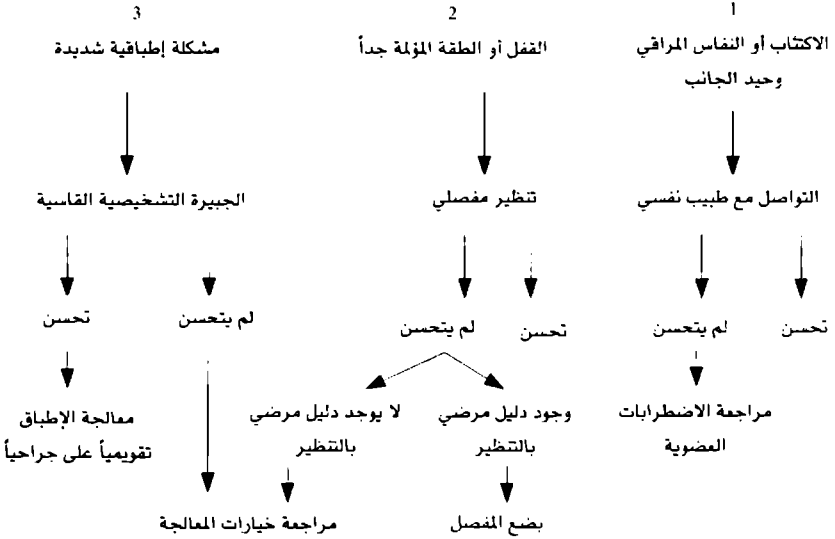 1
الاكتئاب أو النفاس المراقي
وحيد الجانب
التواصل مع طبيب نفسي
تحسن
لم يتحسن
مراجعة الاضطرابات
العضوية
2
القفل أو الطقة المؤلمة جداً
تنظير مفصلي
تحسن
لم يتحسن
وجود دليل مرضي
بالتنظير
لا يوجد دليل مرضي
بالتنظير
بضع المفصل
مراجعة خيارات المعالجة
3
مشكلة إطباقية شديدة
الجبيرة التشخيصية القاسية
لم يتحسن
تحسن
معالجة الإطباق
تقويمياً على جراحياً